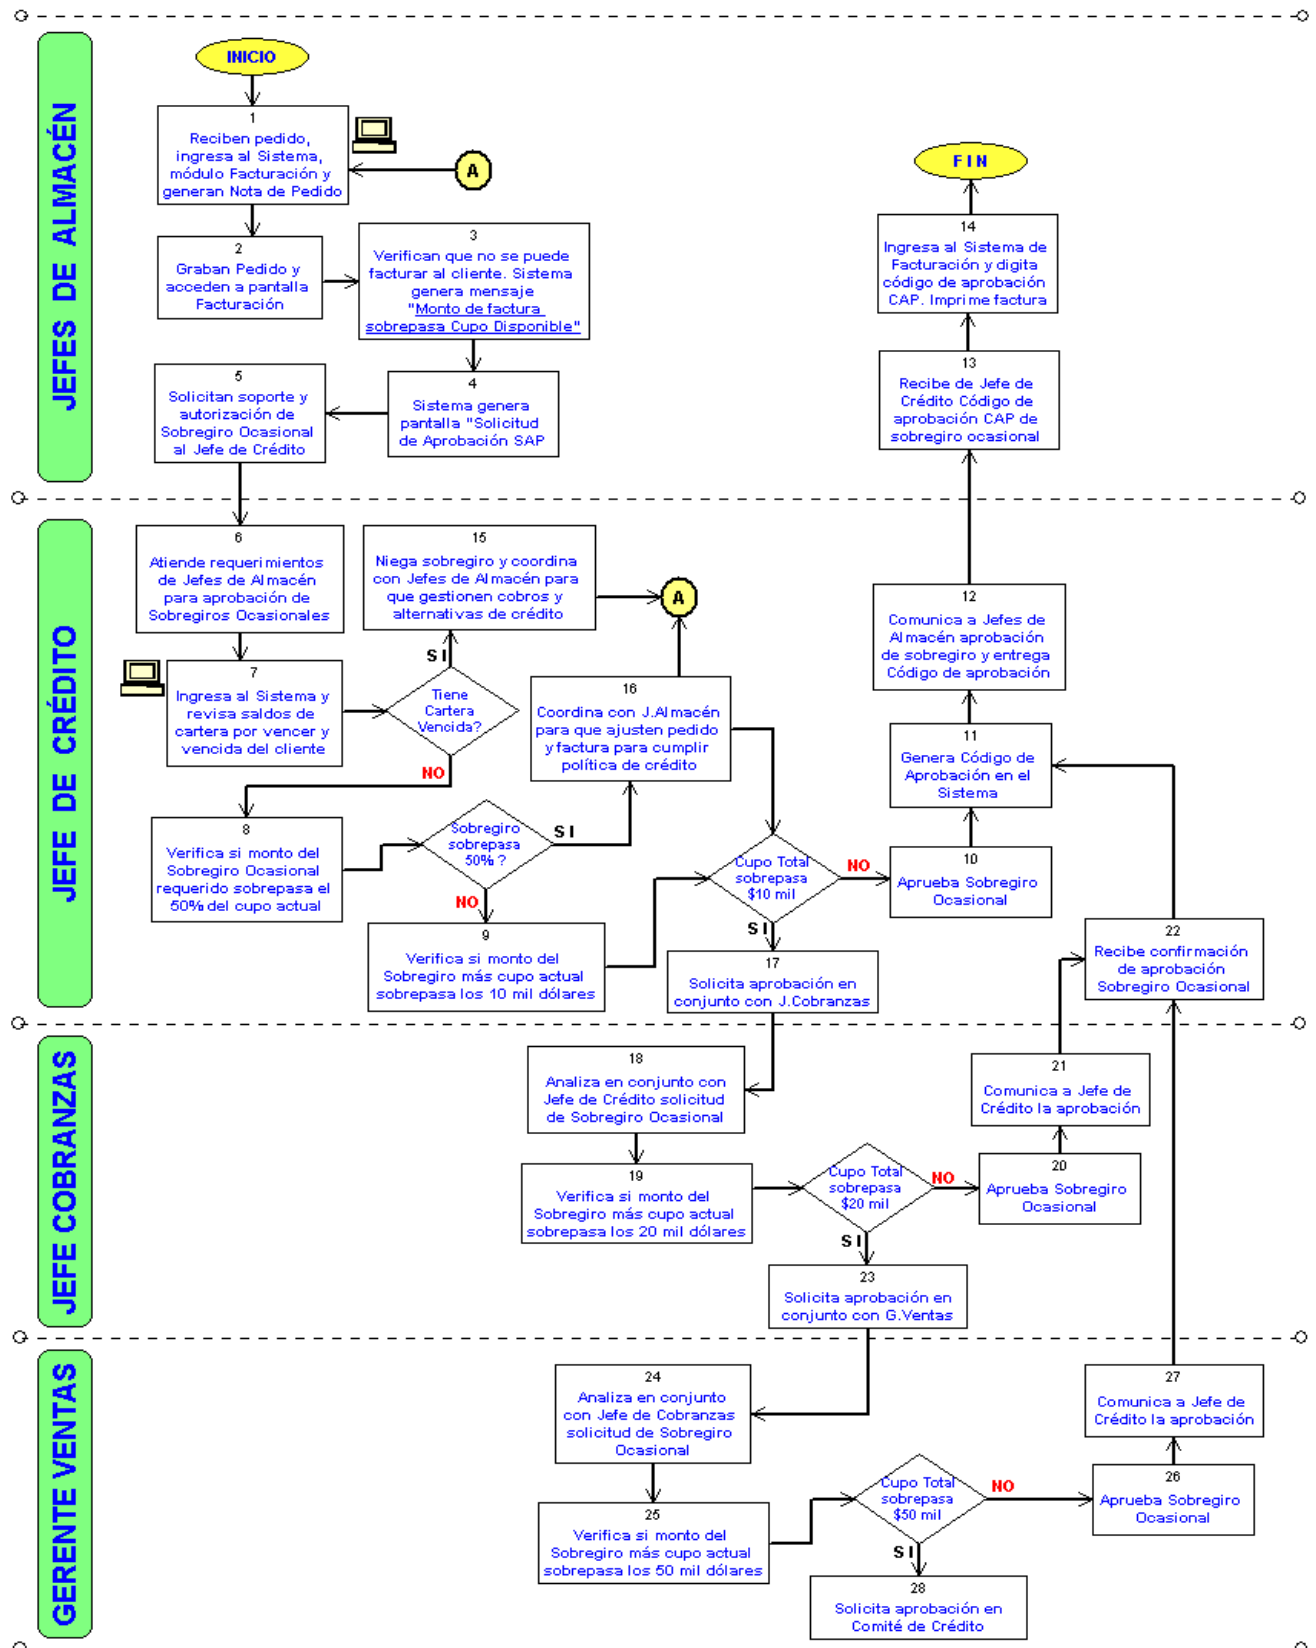 JEFES DE ALMACÉN
INICIO
1
Reciben pedido,
ingresa al Sistema,
módulo Facturación y
generan Nota de Pedido
A
2
Graban Pedido y
acceden a pantalla
Facturación
3
Verifican que no se puede
facturar al cliente. Sistema
genera mensaje
"Monto de factura
sobrepasa Cupo Disponible"
4
Sistema genera
pantalla "Solicitud
de Aprobación SAP
5
Solicitan soporte y
autorización de
Sobregiro Ocasional
al Jefe de Crédito
FIN
14
Ingresa al Sistema de
Facturación y digita
código de aprobación
CAP. Imprime factura
13
Recibe de Jefe de
Crédito Código de
aprobación CAP de
sobregiro ocasional
JEFE DE CRÉDITO
6
Atiende requerimientos
de Jefes de Almacén
para aprobación de
Sobregiros Ocasionales
7
Ingresa al Sistema y
revisa saldos de
cartera por vencer y
vencida del cliente
Tiene
Cartera
Vencida?
SI
NO
15
Niega sobregiro y coordina
con Jefes de Almacén para
que gestionen cobros y
alternativas de crédito
A
8
Verifica si monto del
Sobregiro Ocasional
requerido sobrepasa el
50% del cupo actual
Sobregiro
sobrepasa
50% ?
SI
NO
16
Coordina con J.Almacén
para que ajusten pedido
y factura para cumplir
política de crédito
9
Verifica si monto del
Sobregiro más cupo actual
sobrepasa los 10 mil dólares
Cupo Total
sobrepasa
$10 mil
NO
SI
10
Aprueba Sobregiro
Ocasional
11
Genera Código de
Aprobación en el
Sistema
12
Comunica a Jefes de
Almacén aprobación
de sobregiro y entrega
Código de aprobación
17
Solicita aprobación en
conjunto con J.Cobranzas
22
Recibe confirmación
de aprobación
Sobregiro Ocasional
JEFE COBRANZAS
18
Analiza en conjunto con
Jefe de Crédito solicitud
de Sobregiro Ocasional
19
Verifica si monto del
Sobregiro más cupo actual
sobrepasa los 20 mil dólares
Cupo Total
sobrepasa
$20 mil
NO
SI
20
Aprueba Sobregiro
Ocasional
21
Comunica a Jefe de
Crédito la aprobación
23
Solicita aprobación en
conjunto con G.Ventas
GERENTE VENTAS
24
Analiza en conjunto
con Jefe de Cobranzas
solicitud de Sobregiro
Ocasional
25
Verifica si monto del
Sobregiro más cupo actual
sobrepasa los 50 mil dólares
Cupo Total
sobrepasa
$50 mil
NO
SI
26
Aprueba Sobregiro
Ocasional
27
Comunica a Jefe de
Crédito la aprobación
28
Solicita aprobación en
Comité de Crédito